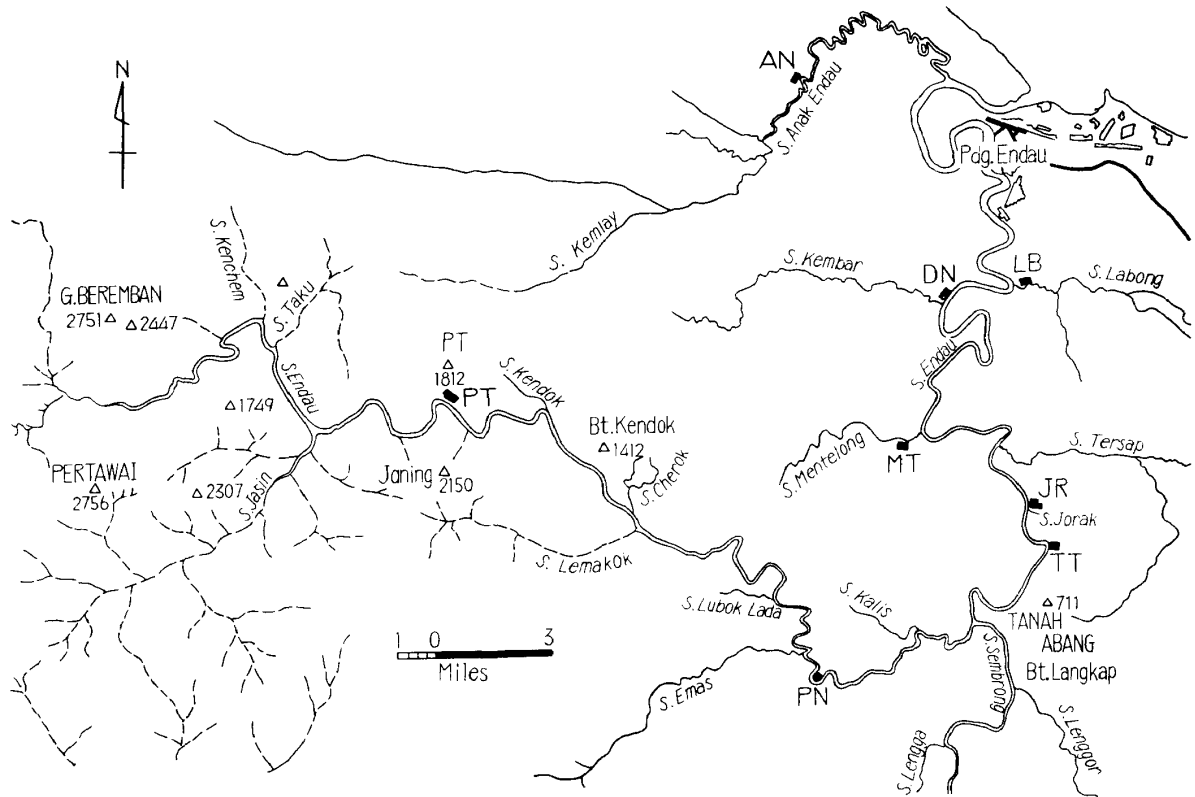 N
AN
S. Anak Endau
Pdg. Endau
S. Kemlay
S. Kenchem
S. Taku
G. BEREMBAN
2751
2447
S. Kembar
DN
LB
S. Labong
S. Endau
PT
1812
PT
S. Kendok
S. Endau
1749
Bt. Kendok
1412
S. Mentelong
MT
S. Tersap
PERTAWAI
2756
2307
S. Jasin
Janing
2150
S. Cherok
JR
S. Jorak
TT
S. Lemakok
S. Lubok Lada
S. Kalis
711
TANAH
ABANG
Bt. Langkap
1 0 3
Miles
S. Emas
PN
S. Sembrong
S. Lengga
S. Lenggor